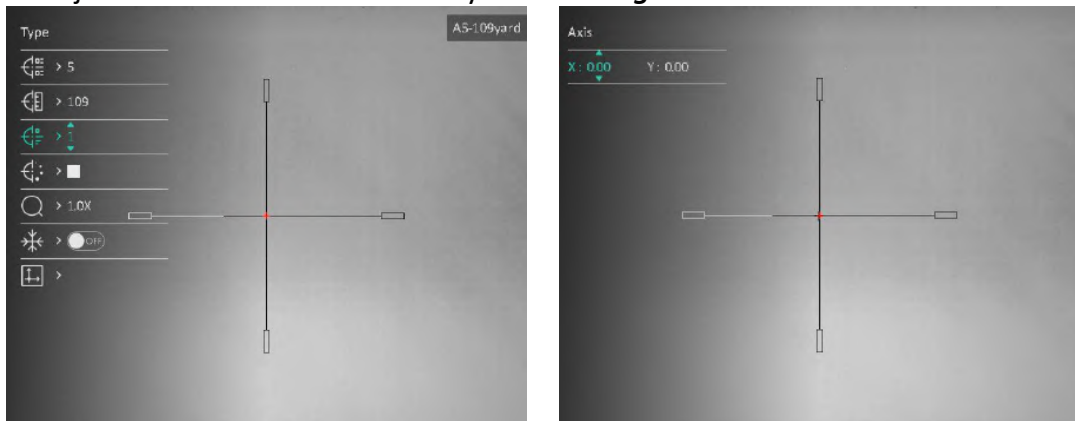 Type
A5-109yard
> 5
> 109
> 1
>
> 1.0X
> OFF
>
Axis
X : 0.00 Y : 0.00